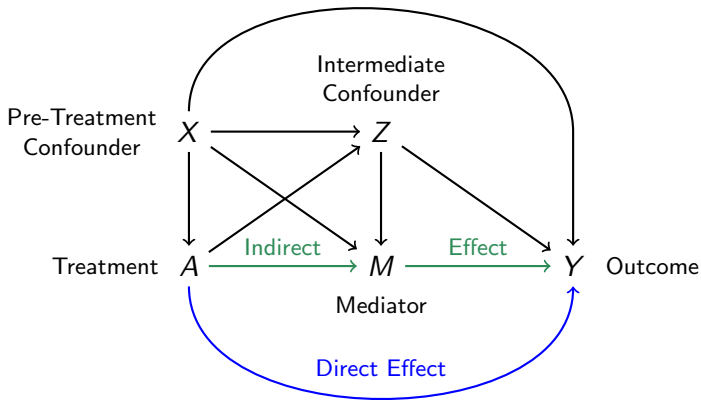 Intermediate
Confounder
Pre-Treatment
Confounder
X
Z
Indirect
Effect
Treatment
A
M
Y
Outcome
Mediator
Direct Effect